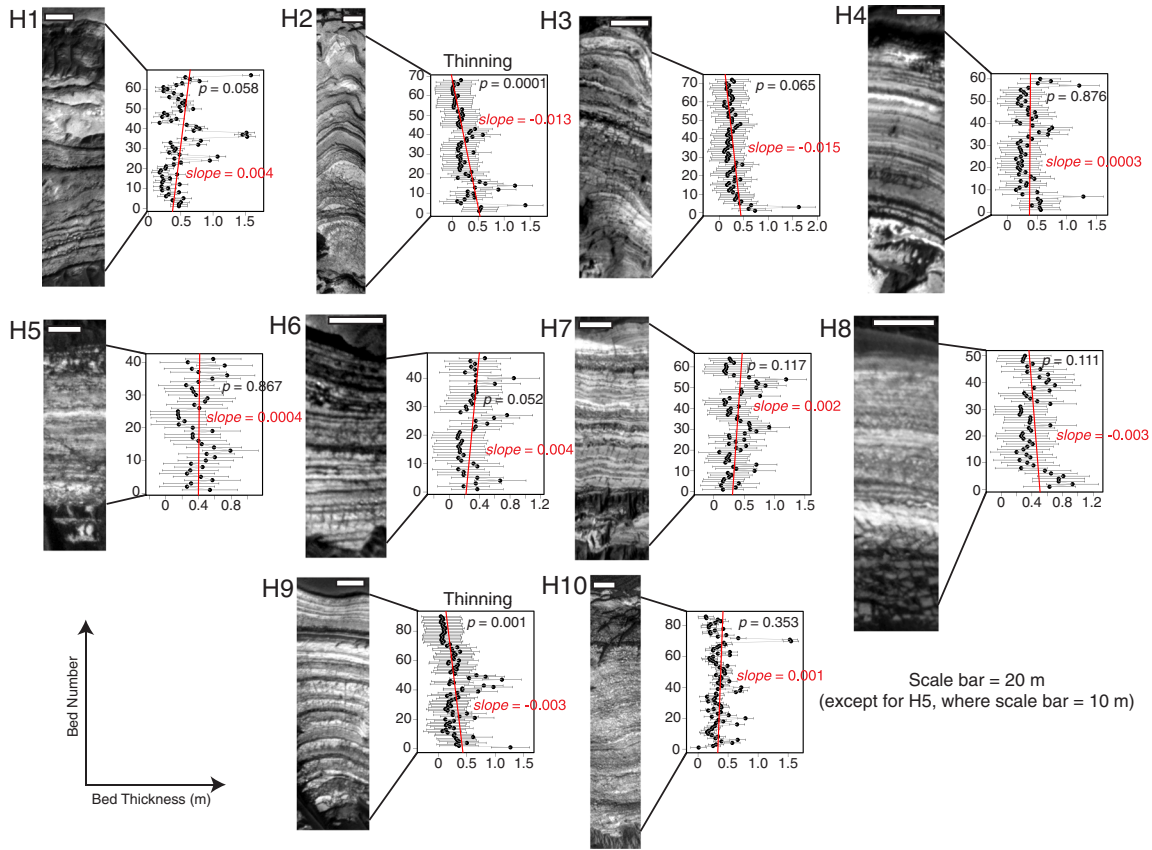 H1
p = 0.058
slope = 0.004
60
50
40
30
20
10
0
0 0.5 1.0 1.5
H2
Thinning
p = 0.0001
slope = -0.013
70
60
50
40
30
20
10
0
0 0.5 1.0 1.5
H3
p = 0.065
slope = -0.015
70
60
50
40
30
20
10
0
0 0.5 1.0 1.5 2.0
H4
p = 0.876
slope = 0.0003
60
50
40
30
20
10
0
0 0.5 1.0 1.5
H5
p = 0.867
slope = 0.0004
40
30
20
10
0
0 0.4 0.8
H6
p = 0.052
slope = 0.004
40
30
20
10
0
0 0.4 0.8 1.2
H7
p = 0.117
slope = 0.002
60
50
40
30
20
10
0
0 0.4 0.8 1.2
H8
p = 0.111
slope = -0.003
50
40
30
20
10
0
0 0.4 0.8 1.2
H9
Thinning
p = 0.001
slope = -0.003
80
60
40
20
0
0 0.5 1.0 1.5
H10
p = 0.353
slope = 0.001
80
60
40
20
0
0 0.5 1.0 1.5
Bed Number
Bed Thickness (m)
Scale bar = 20 m
(except for H5, where scale bar = 10 m)